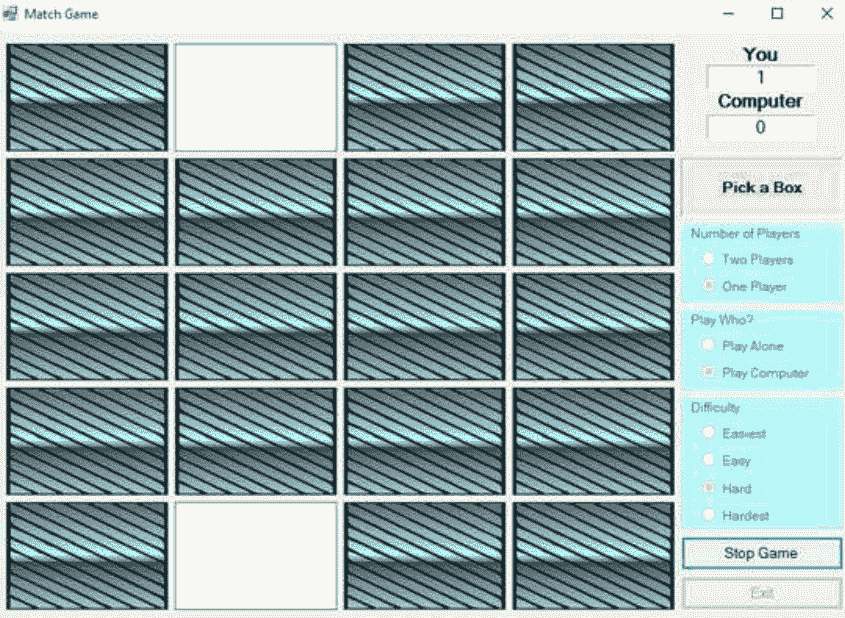 Match Game
You
1
Computer
0
Pick a Box
Number of Players
Two Players
One Player
Play Who?
Play Alone
Play Computer
Difficulty
Easiest
Easy
Hard
Hardest
Stop Game
Exit